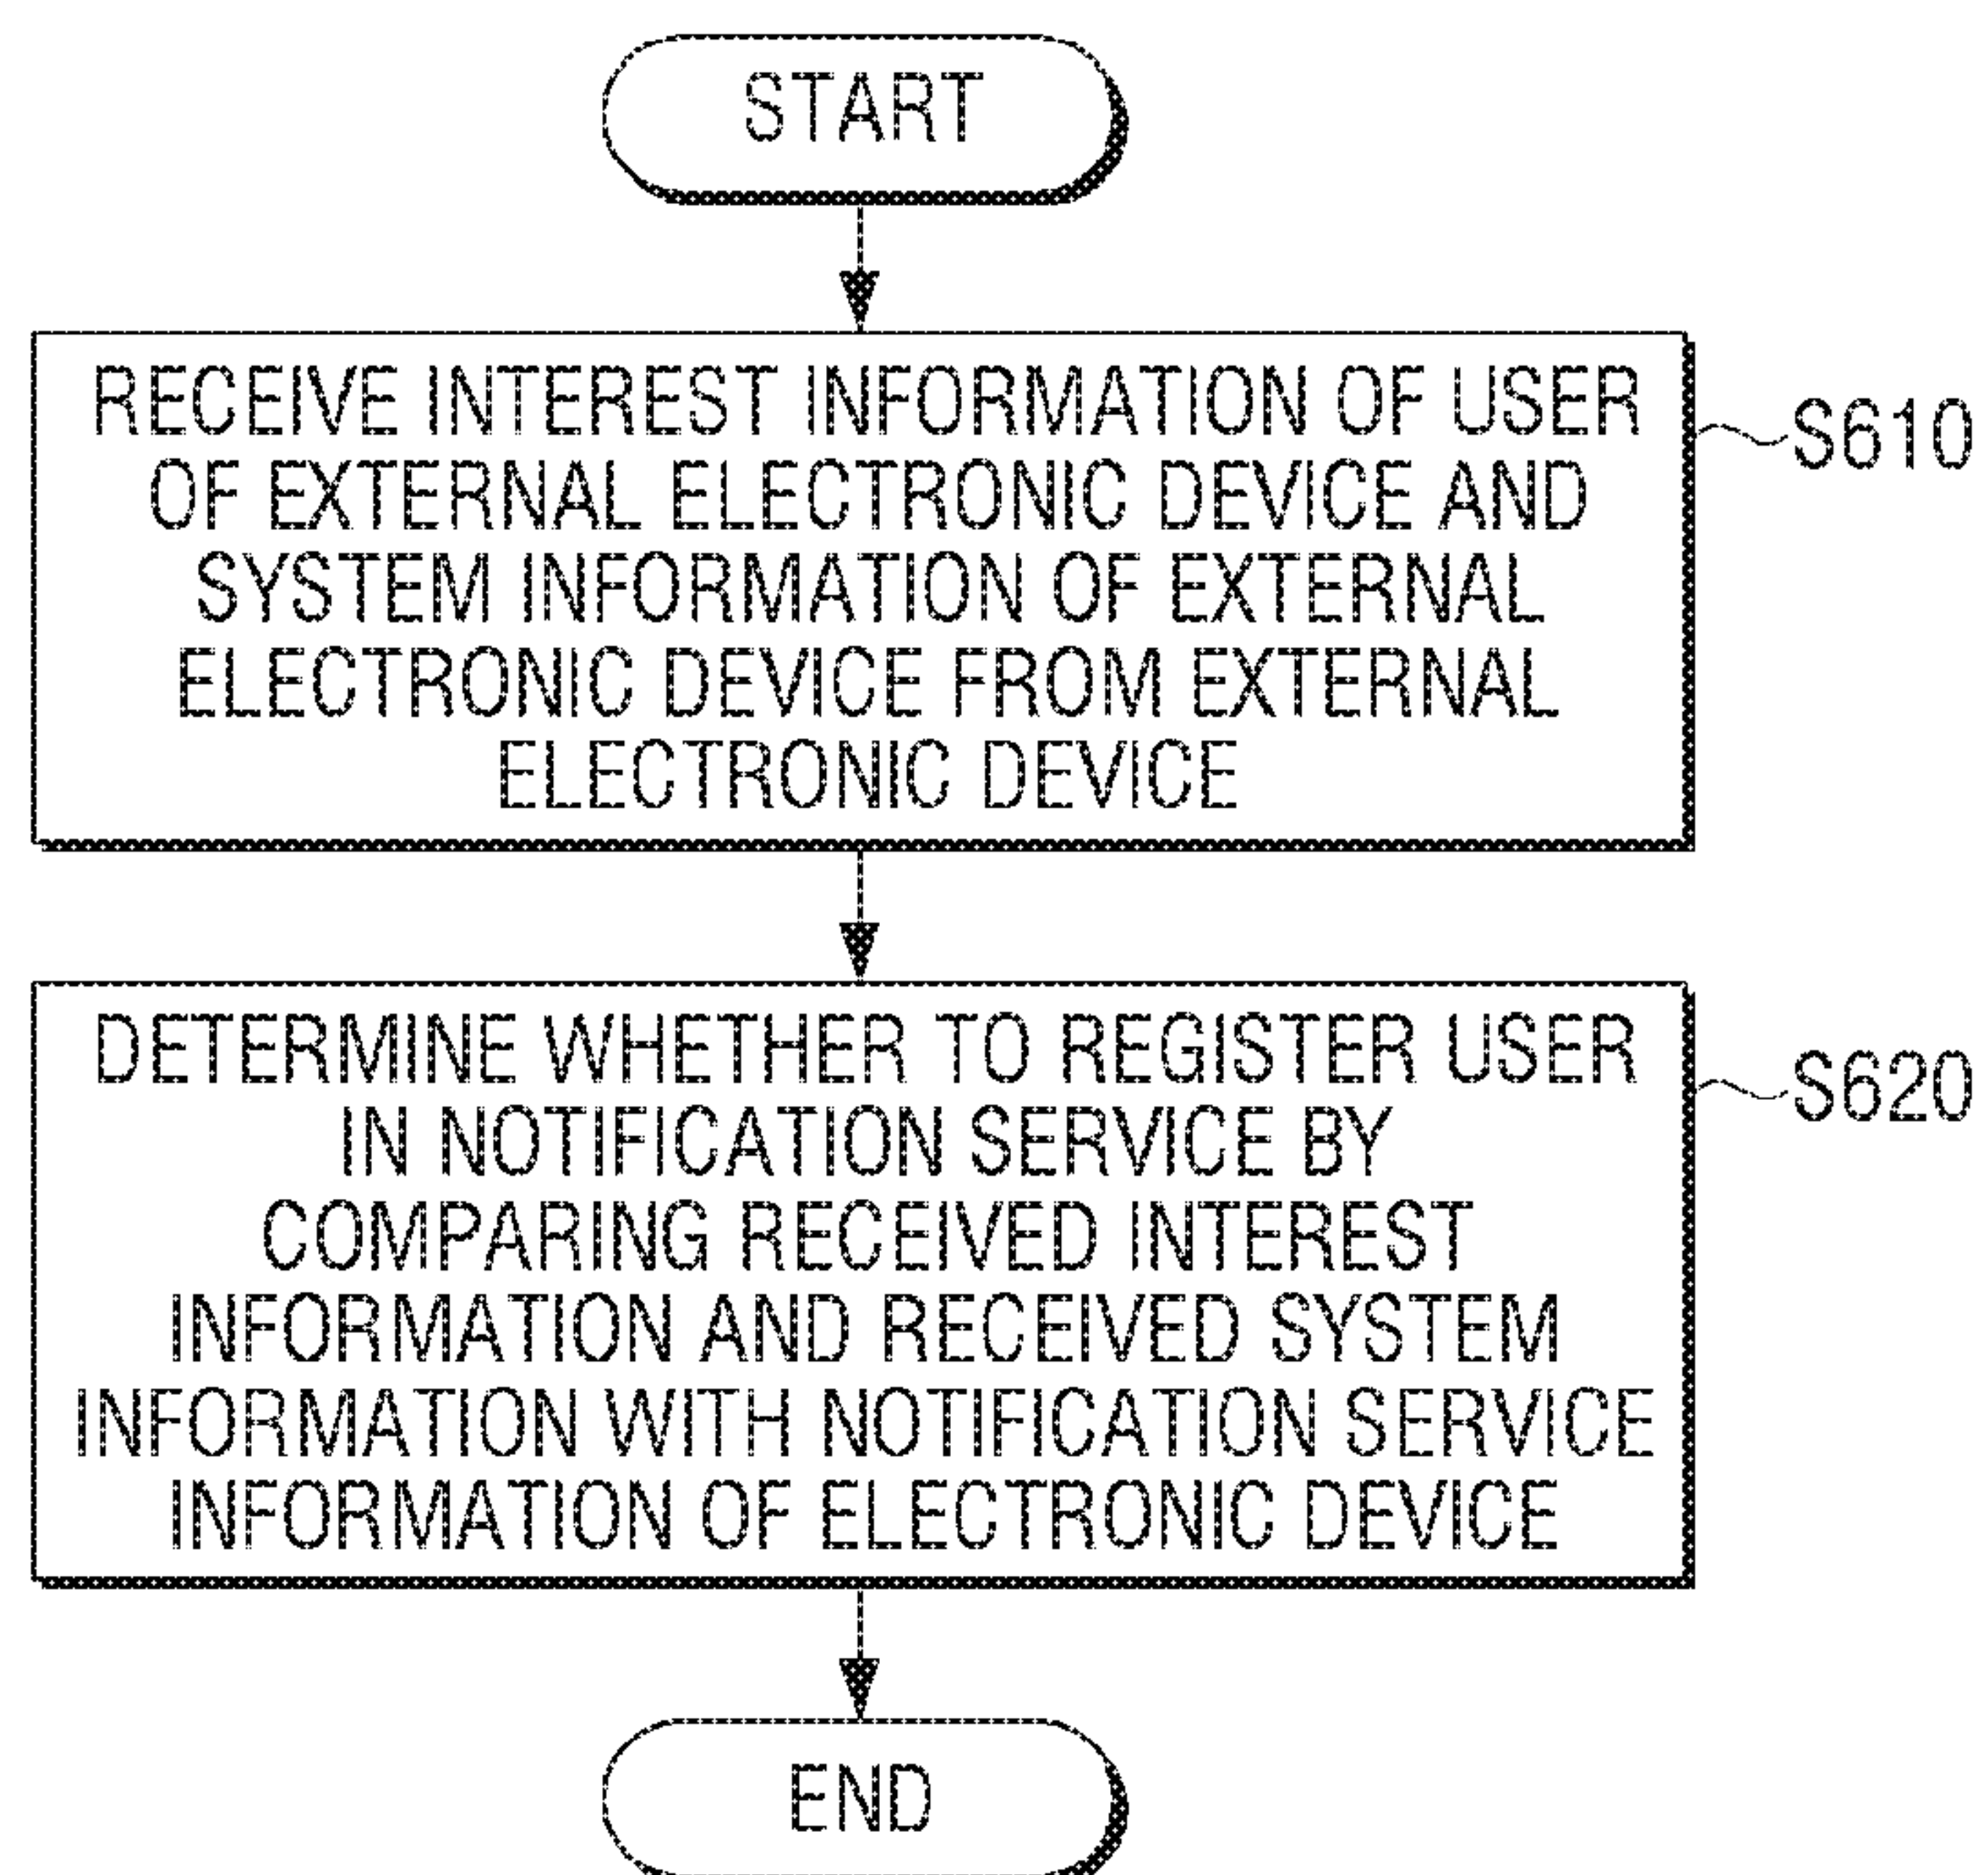 START
RECEIVE INTEREST INFORMATION OF USER
OF EXTERNAL ELECTRONIC DEVICE AND
SYSTEM INFORMATION OF EXTERNAL
ELECTRONIC DEVICE FROM EXTERNAL
ELECTRONIC DEVICE
S610
DETERMINE WHETHER TO REGISTER USER
IN NOTIFICATION SERVICE BY
COMPARING RECEIVED INTEREST
INFORMATION AND RECEIVED SYSTEM
INFORMATION WITH NOTIFICATION SERVICE
INFORMATION OF ELECTRONIC DEVICE
S620
END